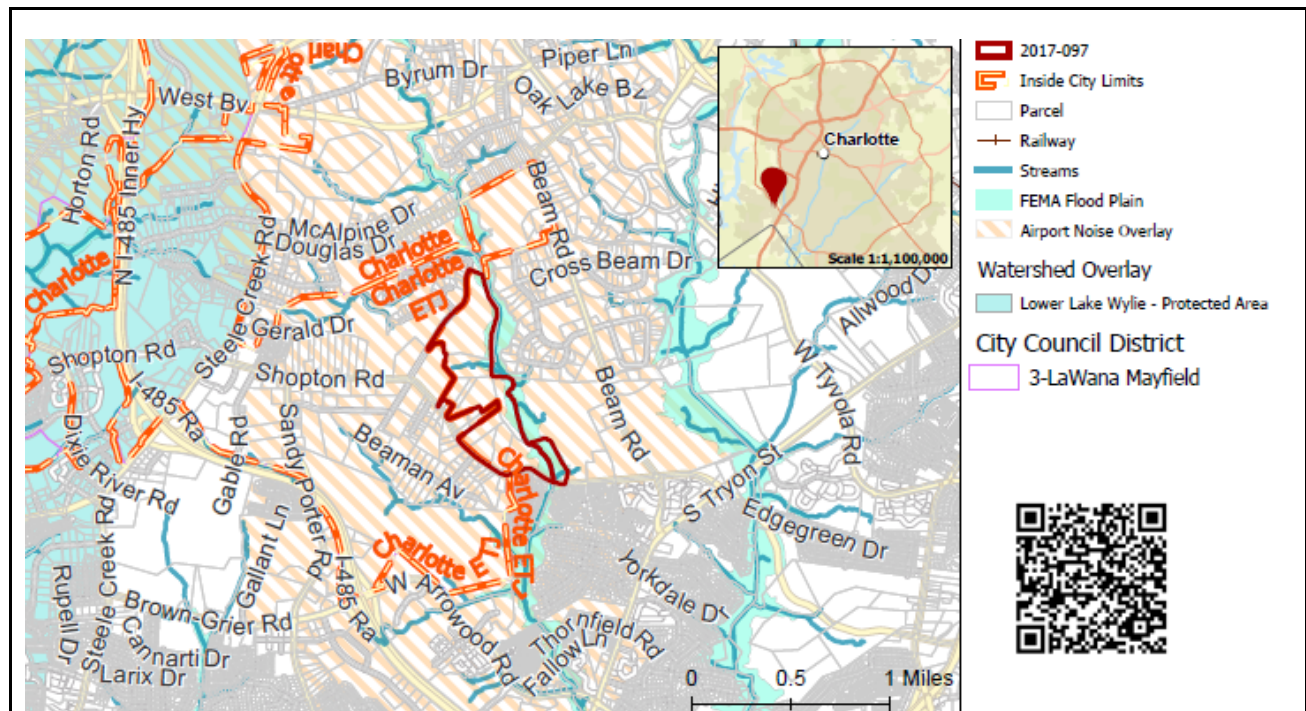 Charl
otte
Piper Ln
Byrum Dr
Oak Lake Bz
West Bv
Horton Rd
N I-485 Inner Hy
Beam Rd
McAlpine Dr
Douglas Dr
Charlotte
Charlotte
ETJ
Cross Beam Dr
Charlotte
Steele Creek Rd
Gerald Dr
Allwood Dr
Shopton Rd
Shopton Rd
W Tyvola Rd
I-485 Ra
Beam Rd
Sandy Porter Rd
Gable Rd
Beaman Av
Dixie River Rd
Charlotte ETJ
S Tryon St
Edgegreen Dr
Steele Creek Rd
Gallant Ln
Charlotte
I-485 Ra
W Arrowood Rd
Yorkdale Dr
Rupell Dr
Brown-Grier Rd
Cannarti Dr
Thornfield Rd
Fallow Ln
Larix Dr
0 0.5 1 Miles
Charlotte
Scale 1:1,100,000
2017-097
Inside City Limits
Parcel
Railway
Streams
FEMA Flood Plain
Airport Noise Overlay
Watershed Overlay
Lower Lake Wylie - Protected Area
City Council District
3-LaWana Mayfield